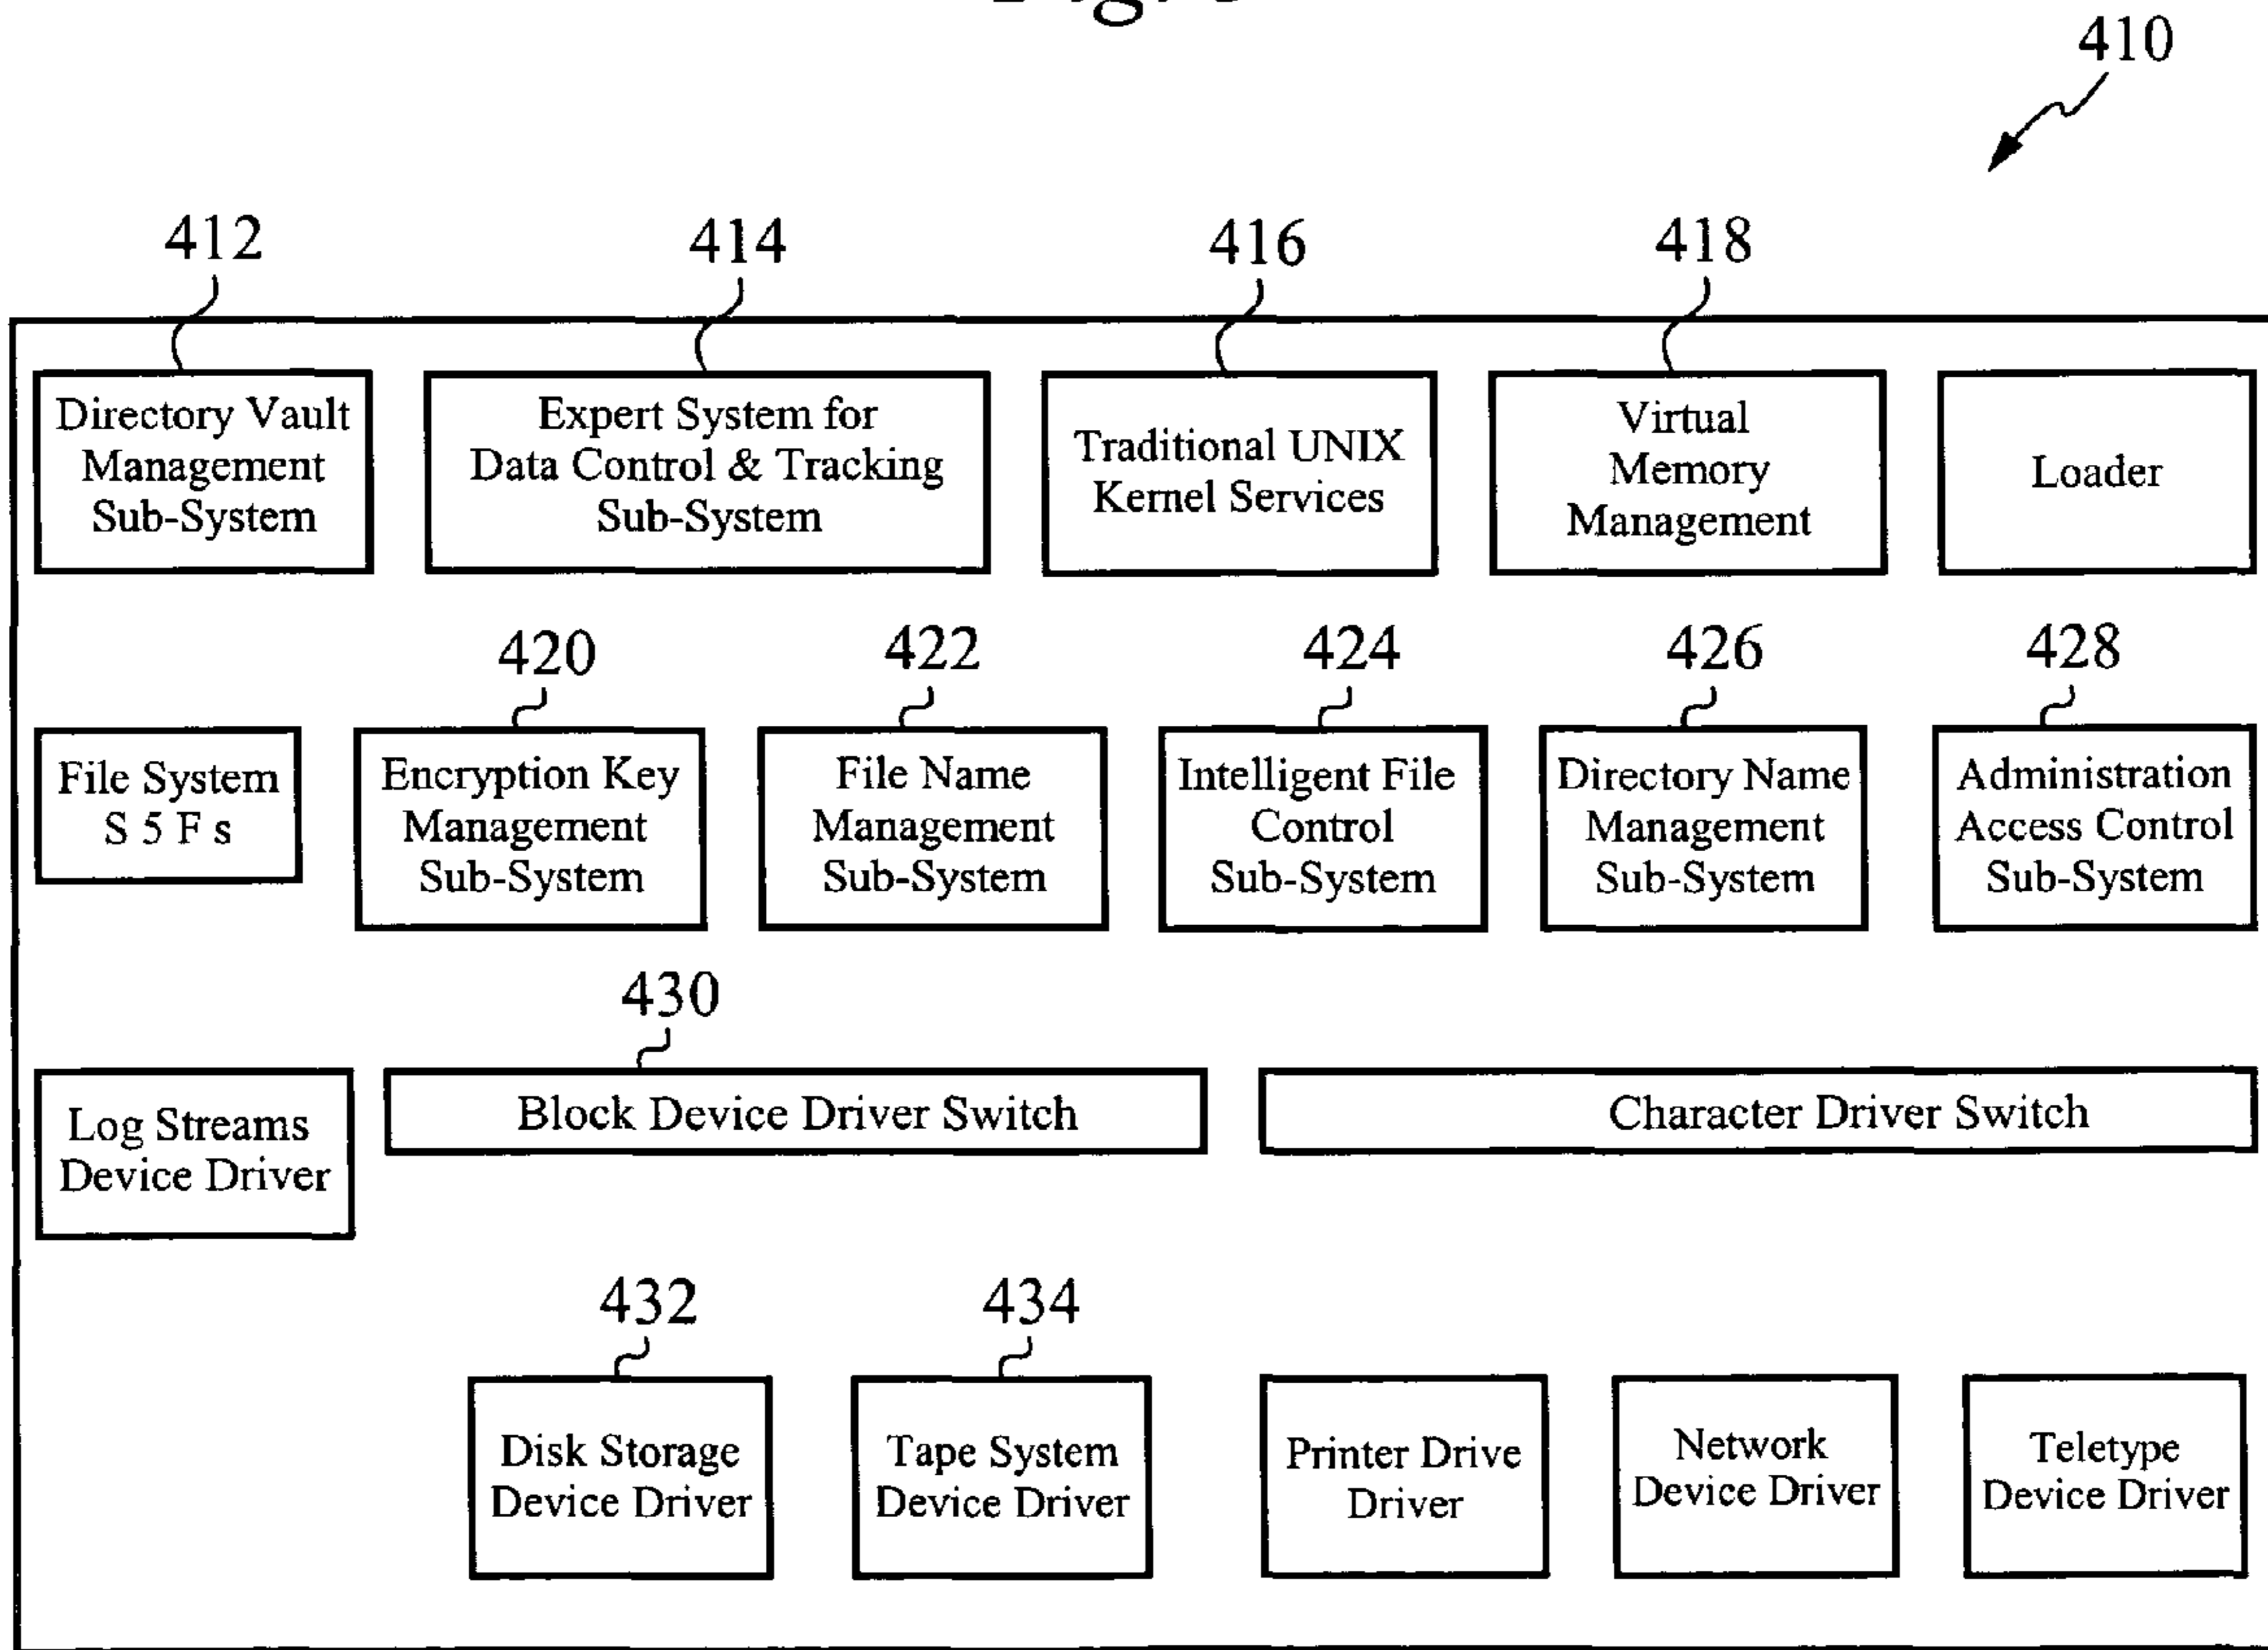 410
412
414
416
418
Directory Vault
Management
Sub-System
Expert System for
Data Control & Tracking
Sub-System
Traditional UNIX
Kernel Services
Virtual
Memory
Management
Loader
420
422
424
426
428
File System
S 5 F s
Encryption Key
Management
Sub-System
File Name
Management
Sub-System
Intelligent File
Control
Sub-System
Directory Name
Management
Sub-System
Administration
Access Control
Sub-System
430
Log Streams
Device Driver
Block Device Driver Switch
Character Driver Switch
432
434
Disk Storage
Device Driver
Tape System
Device Driver
Printer Drive
Driver
Network
Device Driver
Teletype
Device Driver